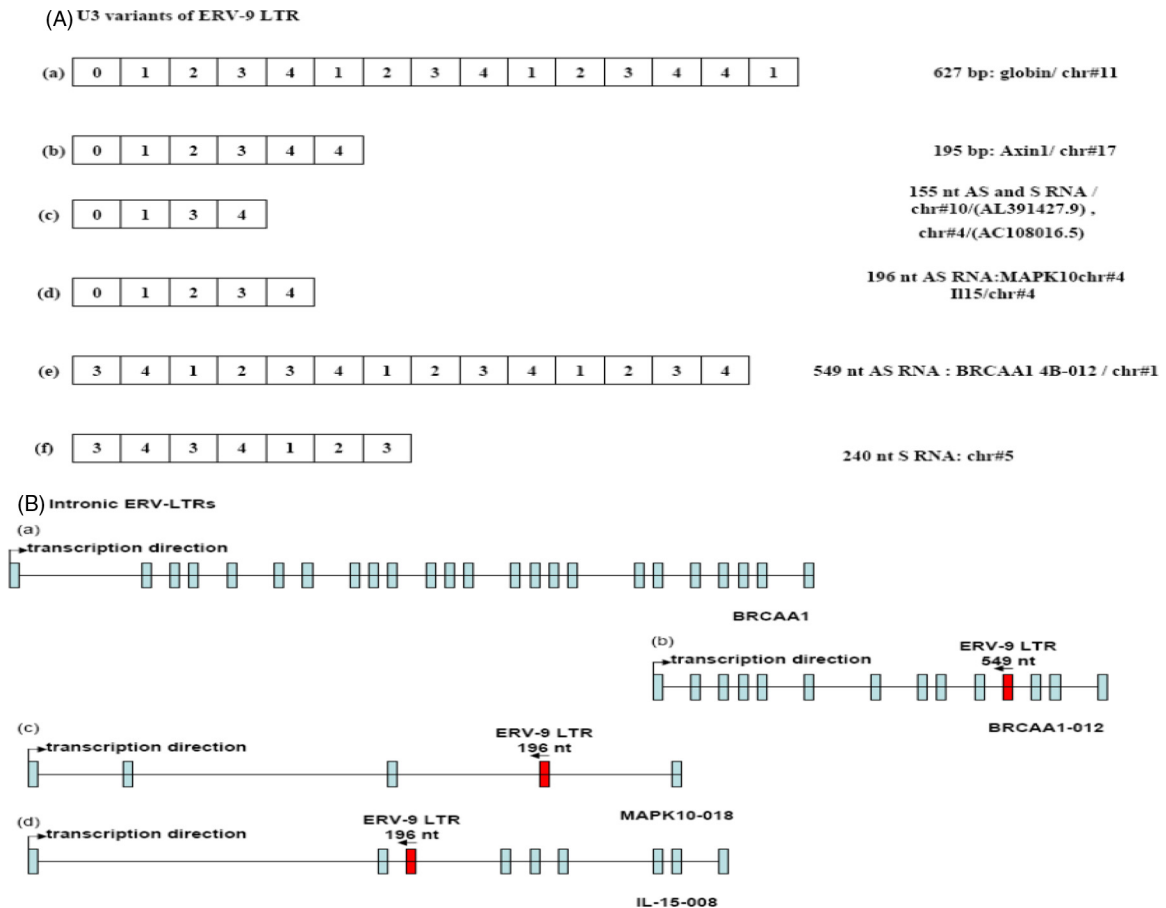 (A) U3 variants of ERV-9 LTR
(a) 0 1 2 3 4 1 2 3 4 1 2 3 4 4 1 627 bp: globin/ chr#11
(b) 0 1 2 3 4 4 195 bp: Axin1/ chr#17
(c) 0 1 3 4 155 nt AS and S RNA /
chr#10/(AL391427.9) ,
chr#4/(AC108016.5)
(d) 0 1 2 3 4 196 nt AS RNA:MAPK10chr#4
Il15/chr#4
(e) 3 4 1 2 3 4 1 2 3 4 1 2 3 4 549 nt AS RNA : BRCAA1 4B-012 / chr#1
(f) 3 4 3 4 1 2 3 240 nt S RNA: chr#5
(B) Intronic ERV-LTRs
(a)
transcription direction
BRCAA1
(b)
ERV-9 LTR
transcription direction 549 nt
BRCAA1-012
(c)
ERV-9 LTR
transcription direction 196 nt
MAPK10-018
(d)
ERV-9 LTR
transcription direction 196 nt
IL-15-008